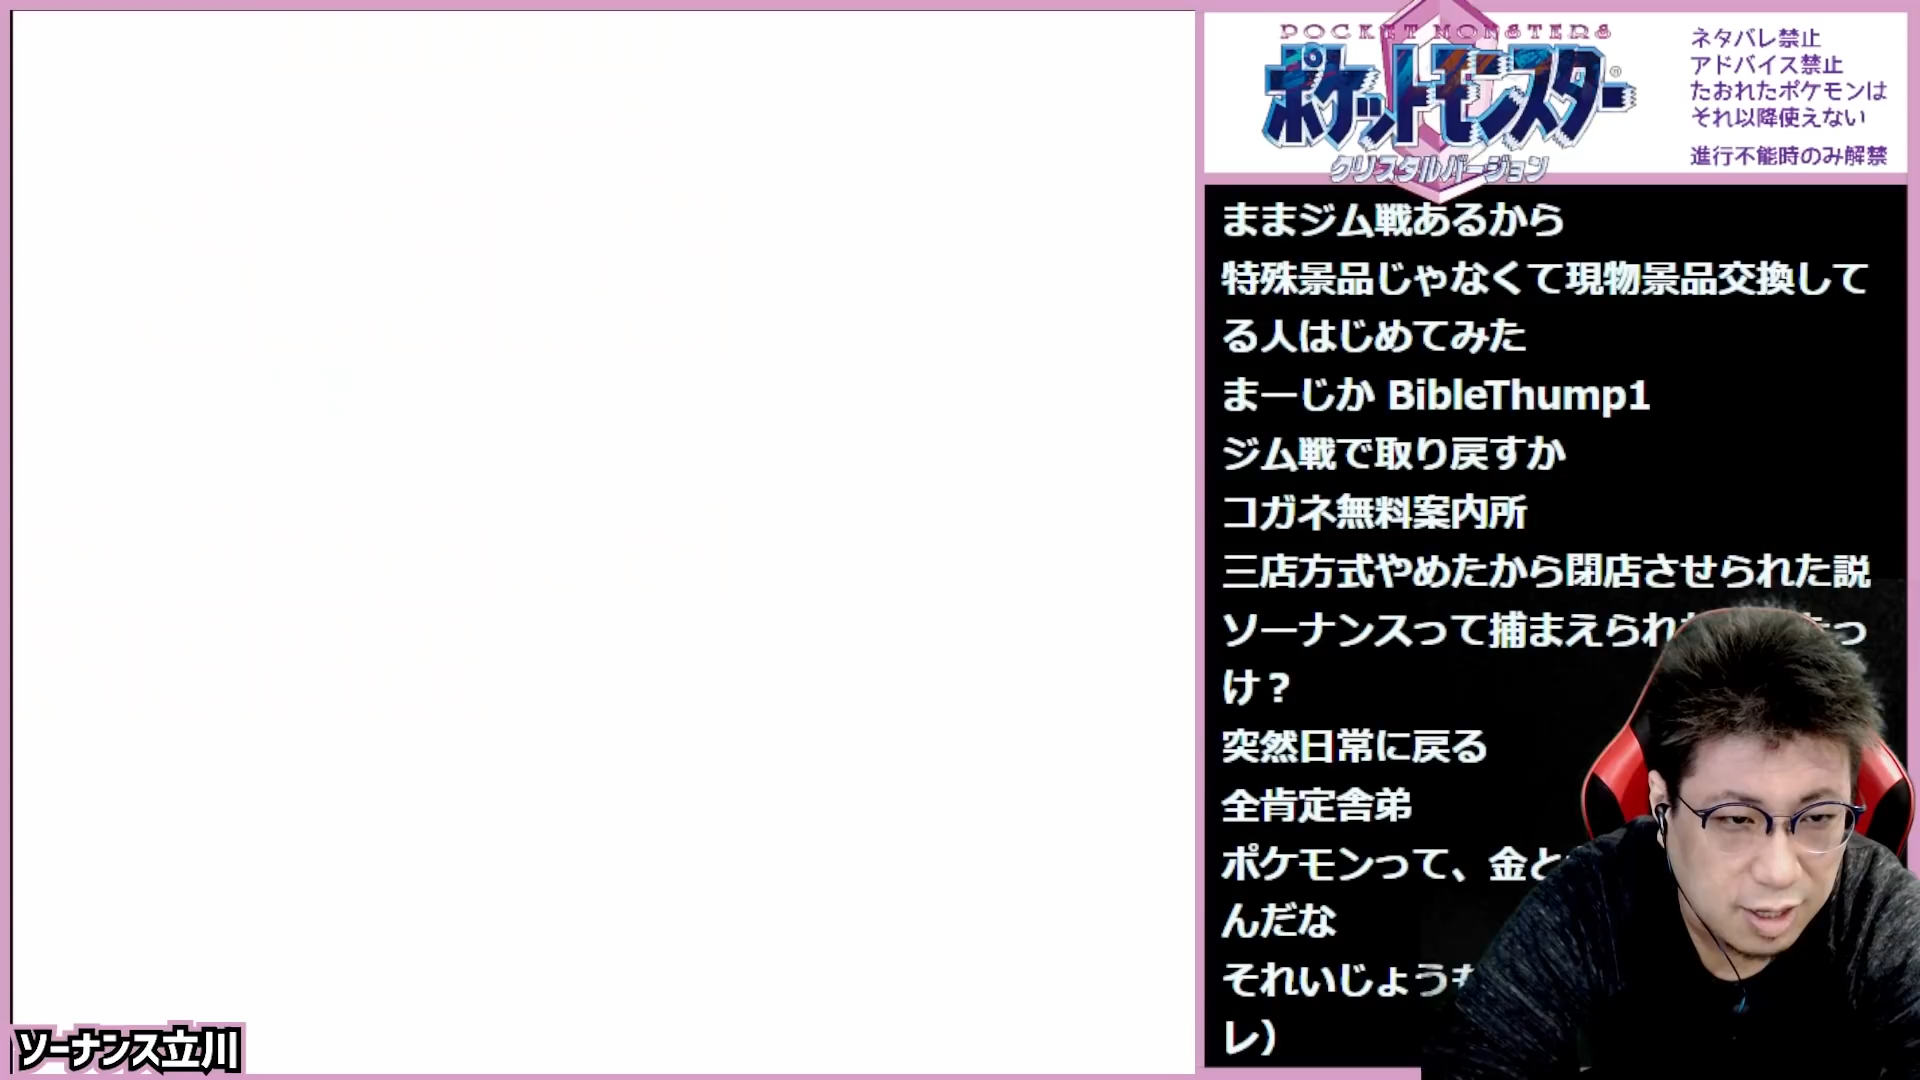 POCKET MONSTERS
ポケットモンスター
クリスタルバージョン
ネタバレ禁止
アドバイス禁止
たおれたポケモンは
それ以降使えない
進行不能時のみ解禁
ままジム戦あるから
特殊景品じゃなくて現物景品交換して
る人はじめてみた
まーじか BibleThump1
ジム戦で取り戻すか
コガネ無料案内所
三店方式やめたから閉店させられた説
ソーナンスって捕まえられ
け？
突然日常に戻る
全肯定舎弟
ポケモンって、金と
んだな
それいじょう
レ）
ソーナンス立川